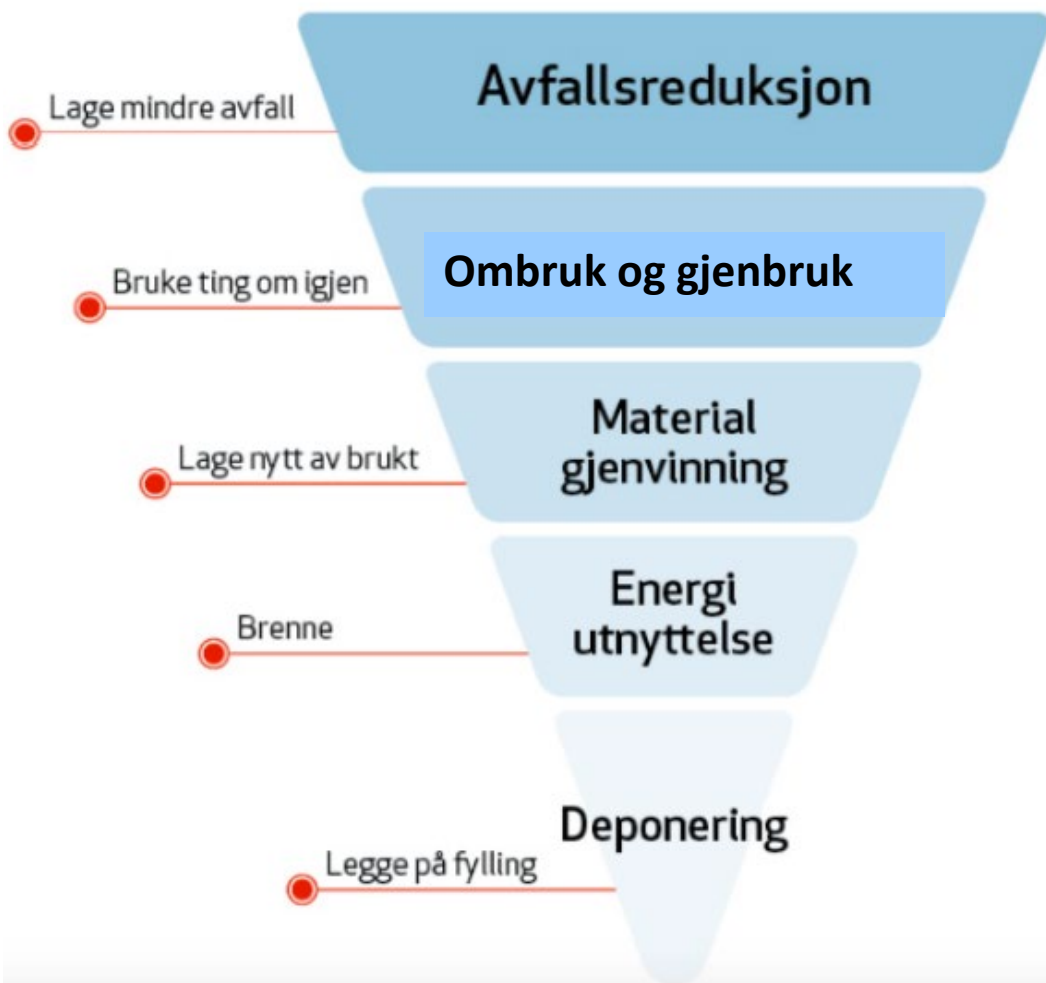 Avfallsreduksjon
Lage mindre avfall
Ombruk og gjenbruk
Bruke ting om igjen
Material
gjenvinning
Lage nytt av brukt
Energi
utnyttelse
Brenne
Deponering
Legge på fylling